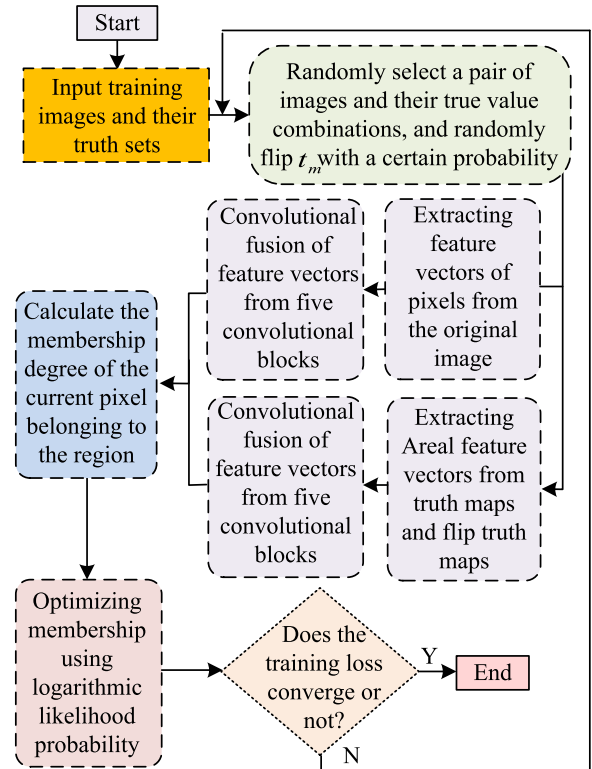 Start
Input training
images and their
truth sets
Randomly select a pair of
images and their true value
combinations, and randomly
flip tm with a certain probability
Convolutional
fusion of
feature vectors
from five
convolutional
blocks
Extracting
feature
vectors of
pixels from
the original
image
Calculate the
membership
degree of the
current pixel
belonging to
the region
Convolutional
fusion of
feature vectors
from five
convolutional
blocks
Extracting
Areal feature
vectors from
truth maps
and flip truth
maps
Optimizing
membership
using
logarithmic
likelihood
probability
Does the
training loss
converge or
not?
Y
End
N